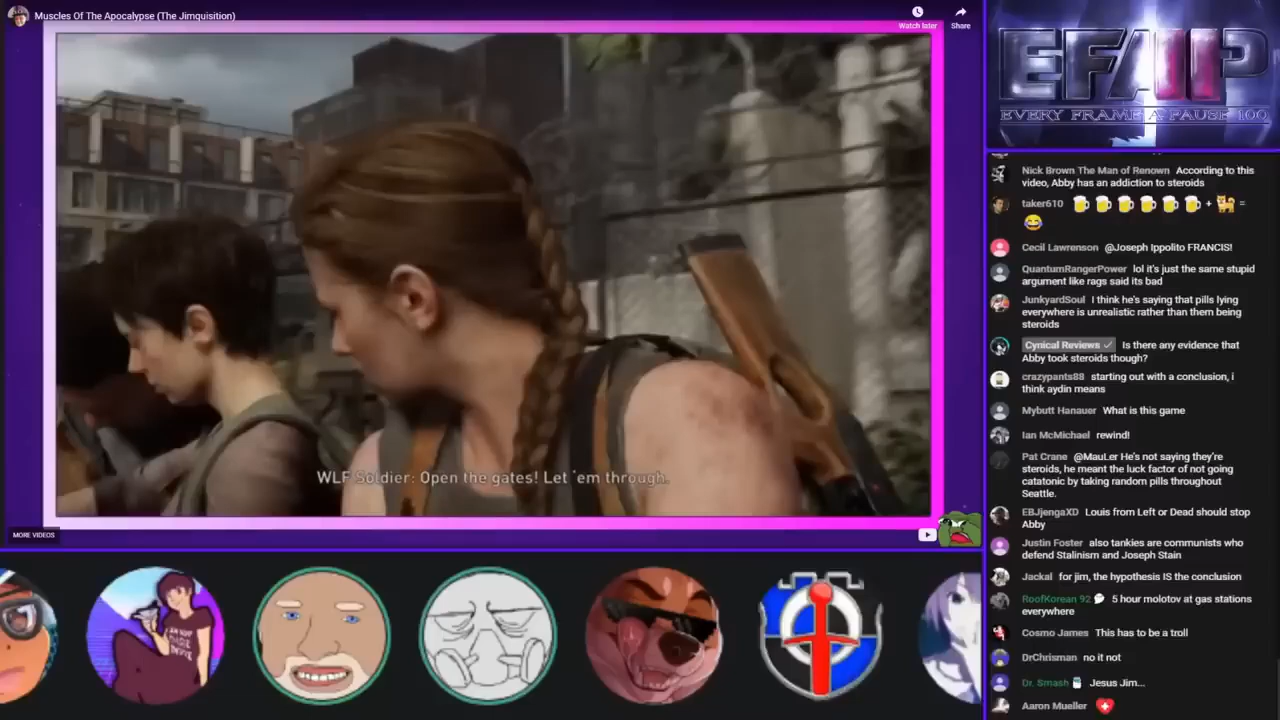 Muscles Of The Apocalypse (The Jimquisition)
Watch later
Share
WLF Soldier: Open the gates! Let 'em through.
MORE VIDEOS
EFAP
EVERY FRAME A PAUSE 100
Nick Brown The Man of Renown According to this
video, Abby has an addiction to steroids
taker610 🍺🍺🍺🍺🍺🍺 + 🐕 =
😂
Cecil Lawrenson @Joseph Ippolito FRANCIS!
QuantumRangerPower lol it's just the same stupid
argument like rags said its bad
JunkyardSoul I think he's saying that pills lying
everywhere is unrealistic rather than them being
steroids
Cynical Reviews ✓ Is there any evidence that
Abby took steroids though?
crazypants88 starting out with a conclusion, i
think aydin means
Mybutt Hanauer What is this game
Ian McMichael rewind!
Pat Crane @MauLer He's not saying they're
steroids, he meant the luck factor of not going
catatonic by taking random pills throughout
Seattle.
EBJjengaXD Louis from Left or Dead should stop
Abby
Justin Foster also tankies are communists who
defend Stalinism and Joseph Stain
Jackal for jim, the hypothesis IS the conclusion
RoofKorean 92 5 hour molotov at gas stations
everywhere
Cosmo James This has to be a troll
DrChrisman no it not
Dr. Smash Jesus Jim...
Aaron Mueller